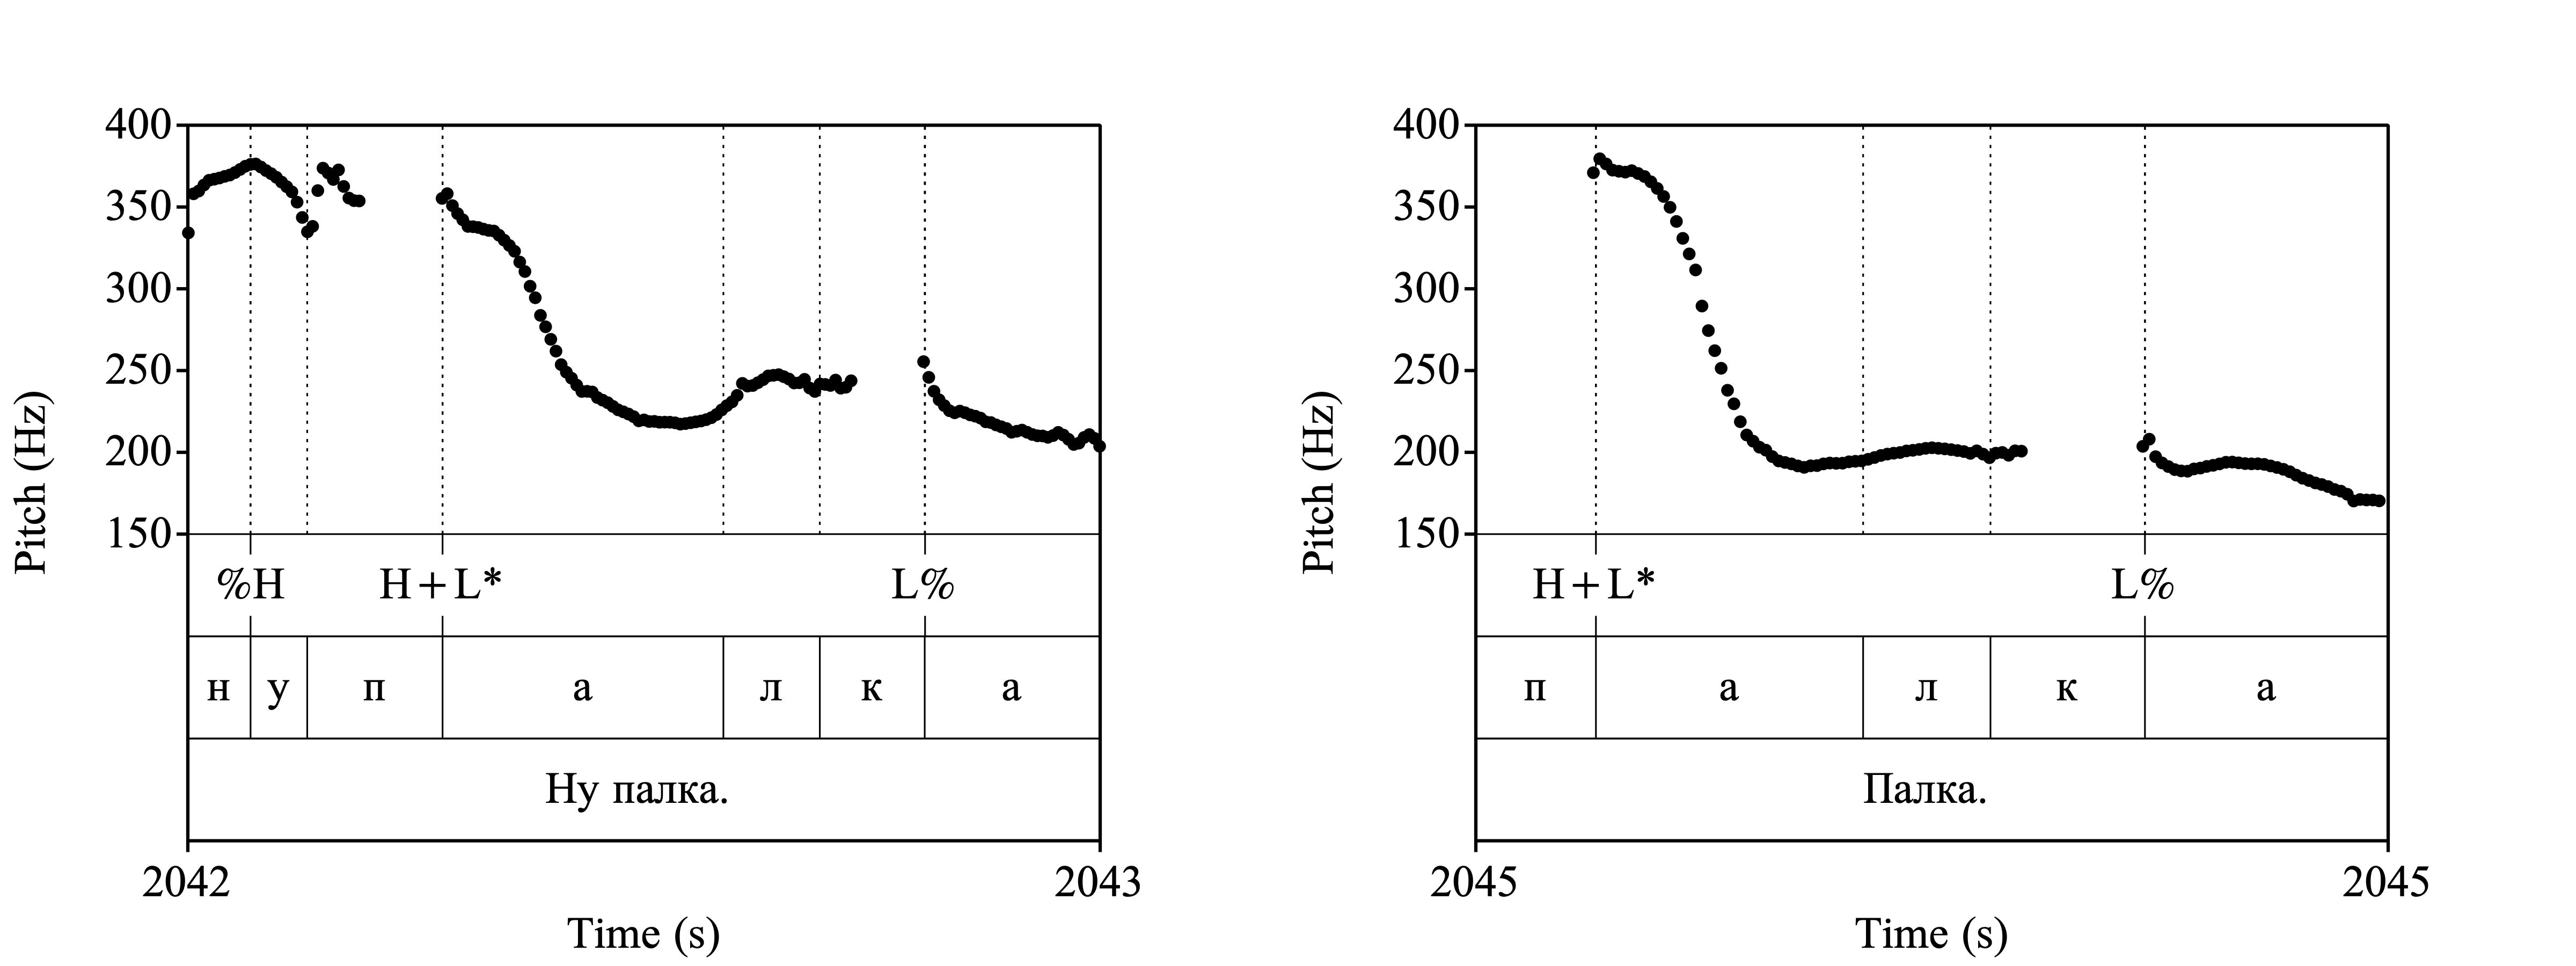 400
350
300
250
200
150
Pitch (Hz)
%H H+L* L%
н у п а л к а
Ну палка.
2042 2043
Time (s)
400
350
300
250
200
150
Pitch (Hz)
H+L* L%
п а л к а
Палка.
2045 2045
Time (s)